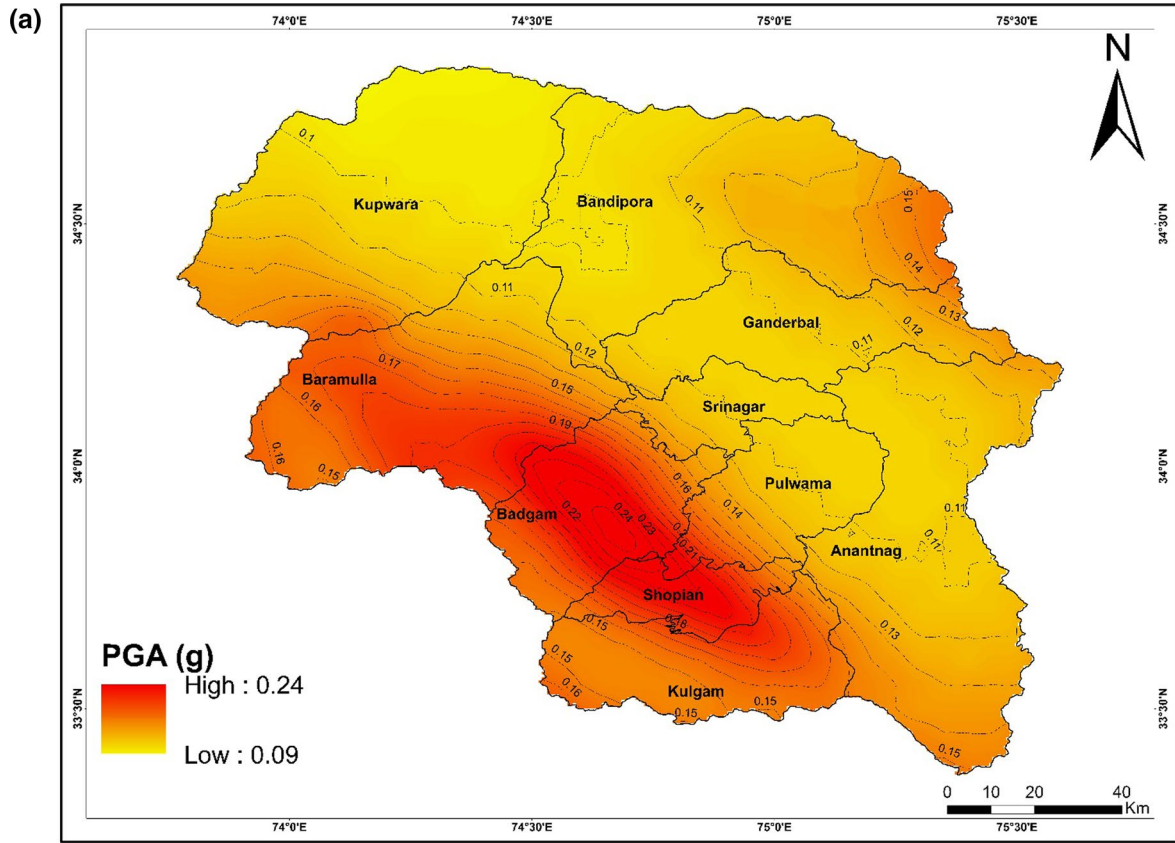 (a)
74°0'E 74°30'E 75°0'E 75°30'E
N
0.1
Kupwara
Bandipora
0.11
0.15
34°30'N
34°30'N
0.14
0.11
0.13
Ganderbal
0.12
0.12
0.11
0.17
Baramulla
0.15
0.16
Srinagar
0.19
0.16
0.15
0.16
34°0'N
34°0'N
Pulwama
0.22
Badgam
0.24
0.23
0.14
0.11
0.21
0.11
Anantnag
Shopian
0.18
0.15
0.13
PGA (g)
High : 0.24
Low : 0.09
0.15
0.16
Kulgam
0.15
0.15
0.15
33°30'N
33°30'N
0 10 20 40
Km
74°0'E 74°30'E 75°0'E 75°30'E